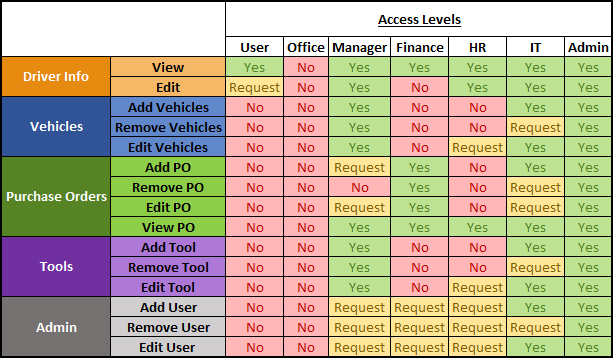 Access Levels
User Office Manager Finance HR IT Admin
Driver Info View Yes No Yes Yes Yes Yes Yes
Edit Request No Yes No Yes Yes Yes
Vehicles Add Vehicles No No Yes No No Yes Yes
Remove Vehicles No No Yes No No Request Yes
Edit Vehicles No No Yes No Request Yes Yes
Purchase Orders Add PO No No Request Yes No Yes Yes
Remove PO No No No Yes No Request Yes
Edit PO No No Request Yes No Request Yes
View PO No No Yes Yes Yes Yes Yes
Tools Add Tool No No Yes No No Yes Yes
Remove Tool No No Yes No No Request Yes
Edit Tool No No Yes No Request Yes Yes
Admin Add User No No Request Request Request Yes Yes
Remove User No No Request Request Request Request Yes
Edit User No No Request Request Request Yes Yes